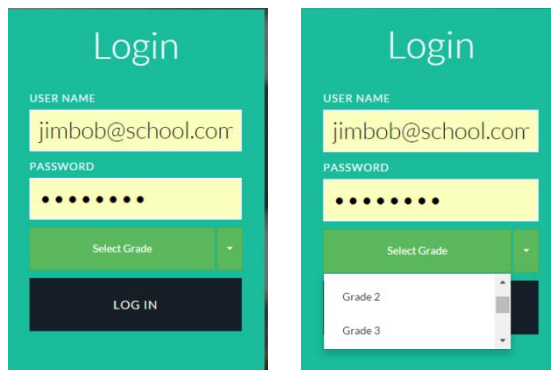 Login
USER NAME
jimbob@school.com
PASSWORD
Select Grade
LOG IN
Login
USER NAME
jimbob@school.com
PASSWORD
Select Grade
Grade 2
Grade 3